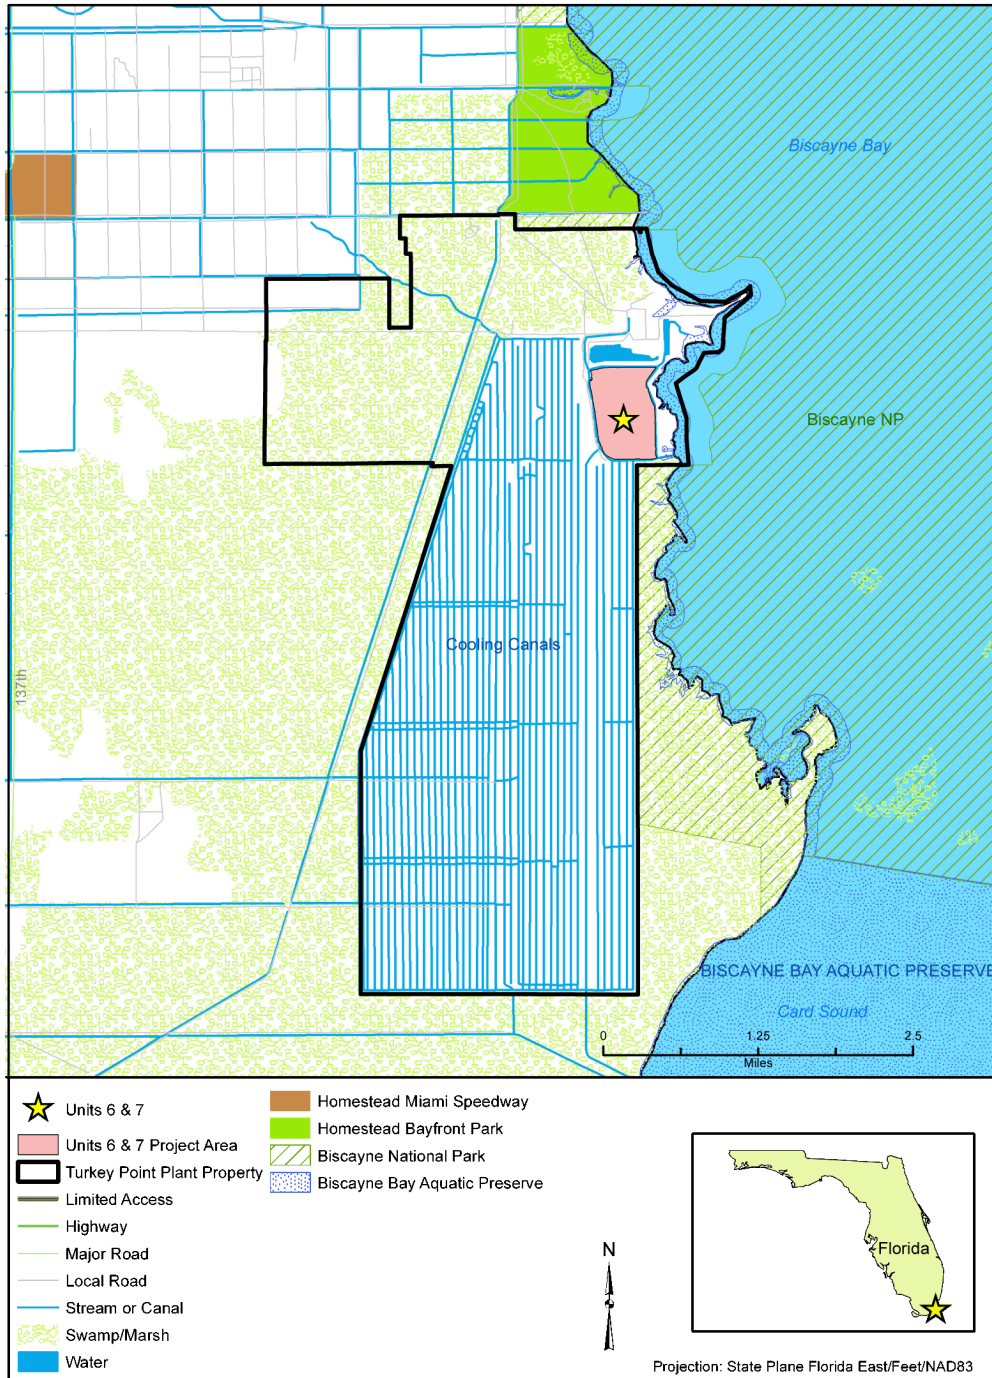 Biscayne Bay
Biscayne NP
Cooling Canals
137th
BISCAYNE BAY AQUATIC PRESERVE
Card Sound
0 1.25 2.5
Miles
Units 6 & 7
Units 6 & 7 Project Area
Turkey Point Plant Property
Limited Access
Highway
Major Road
Local Road
Stream or Canal
Swamp/Marsh
Water
Homestead Miami Speedway
Homestead Bayfront Park
Biscayne National Park
Biscayne Bay Aquatic Preserve
N
Florida
Projection: State Plane Florida East/Feet/NAD83